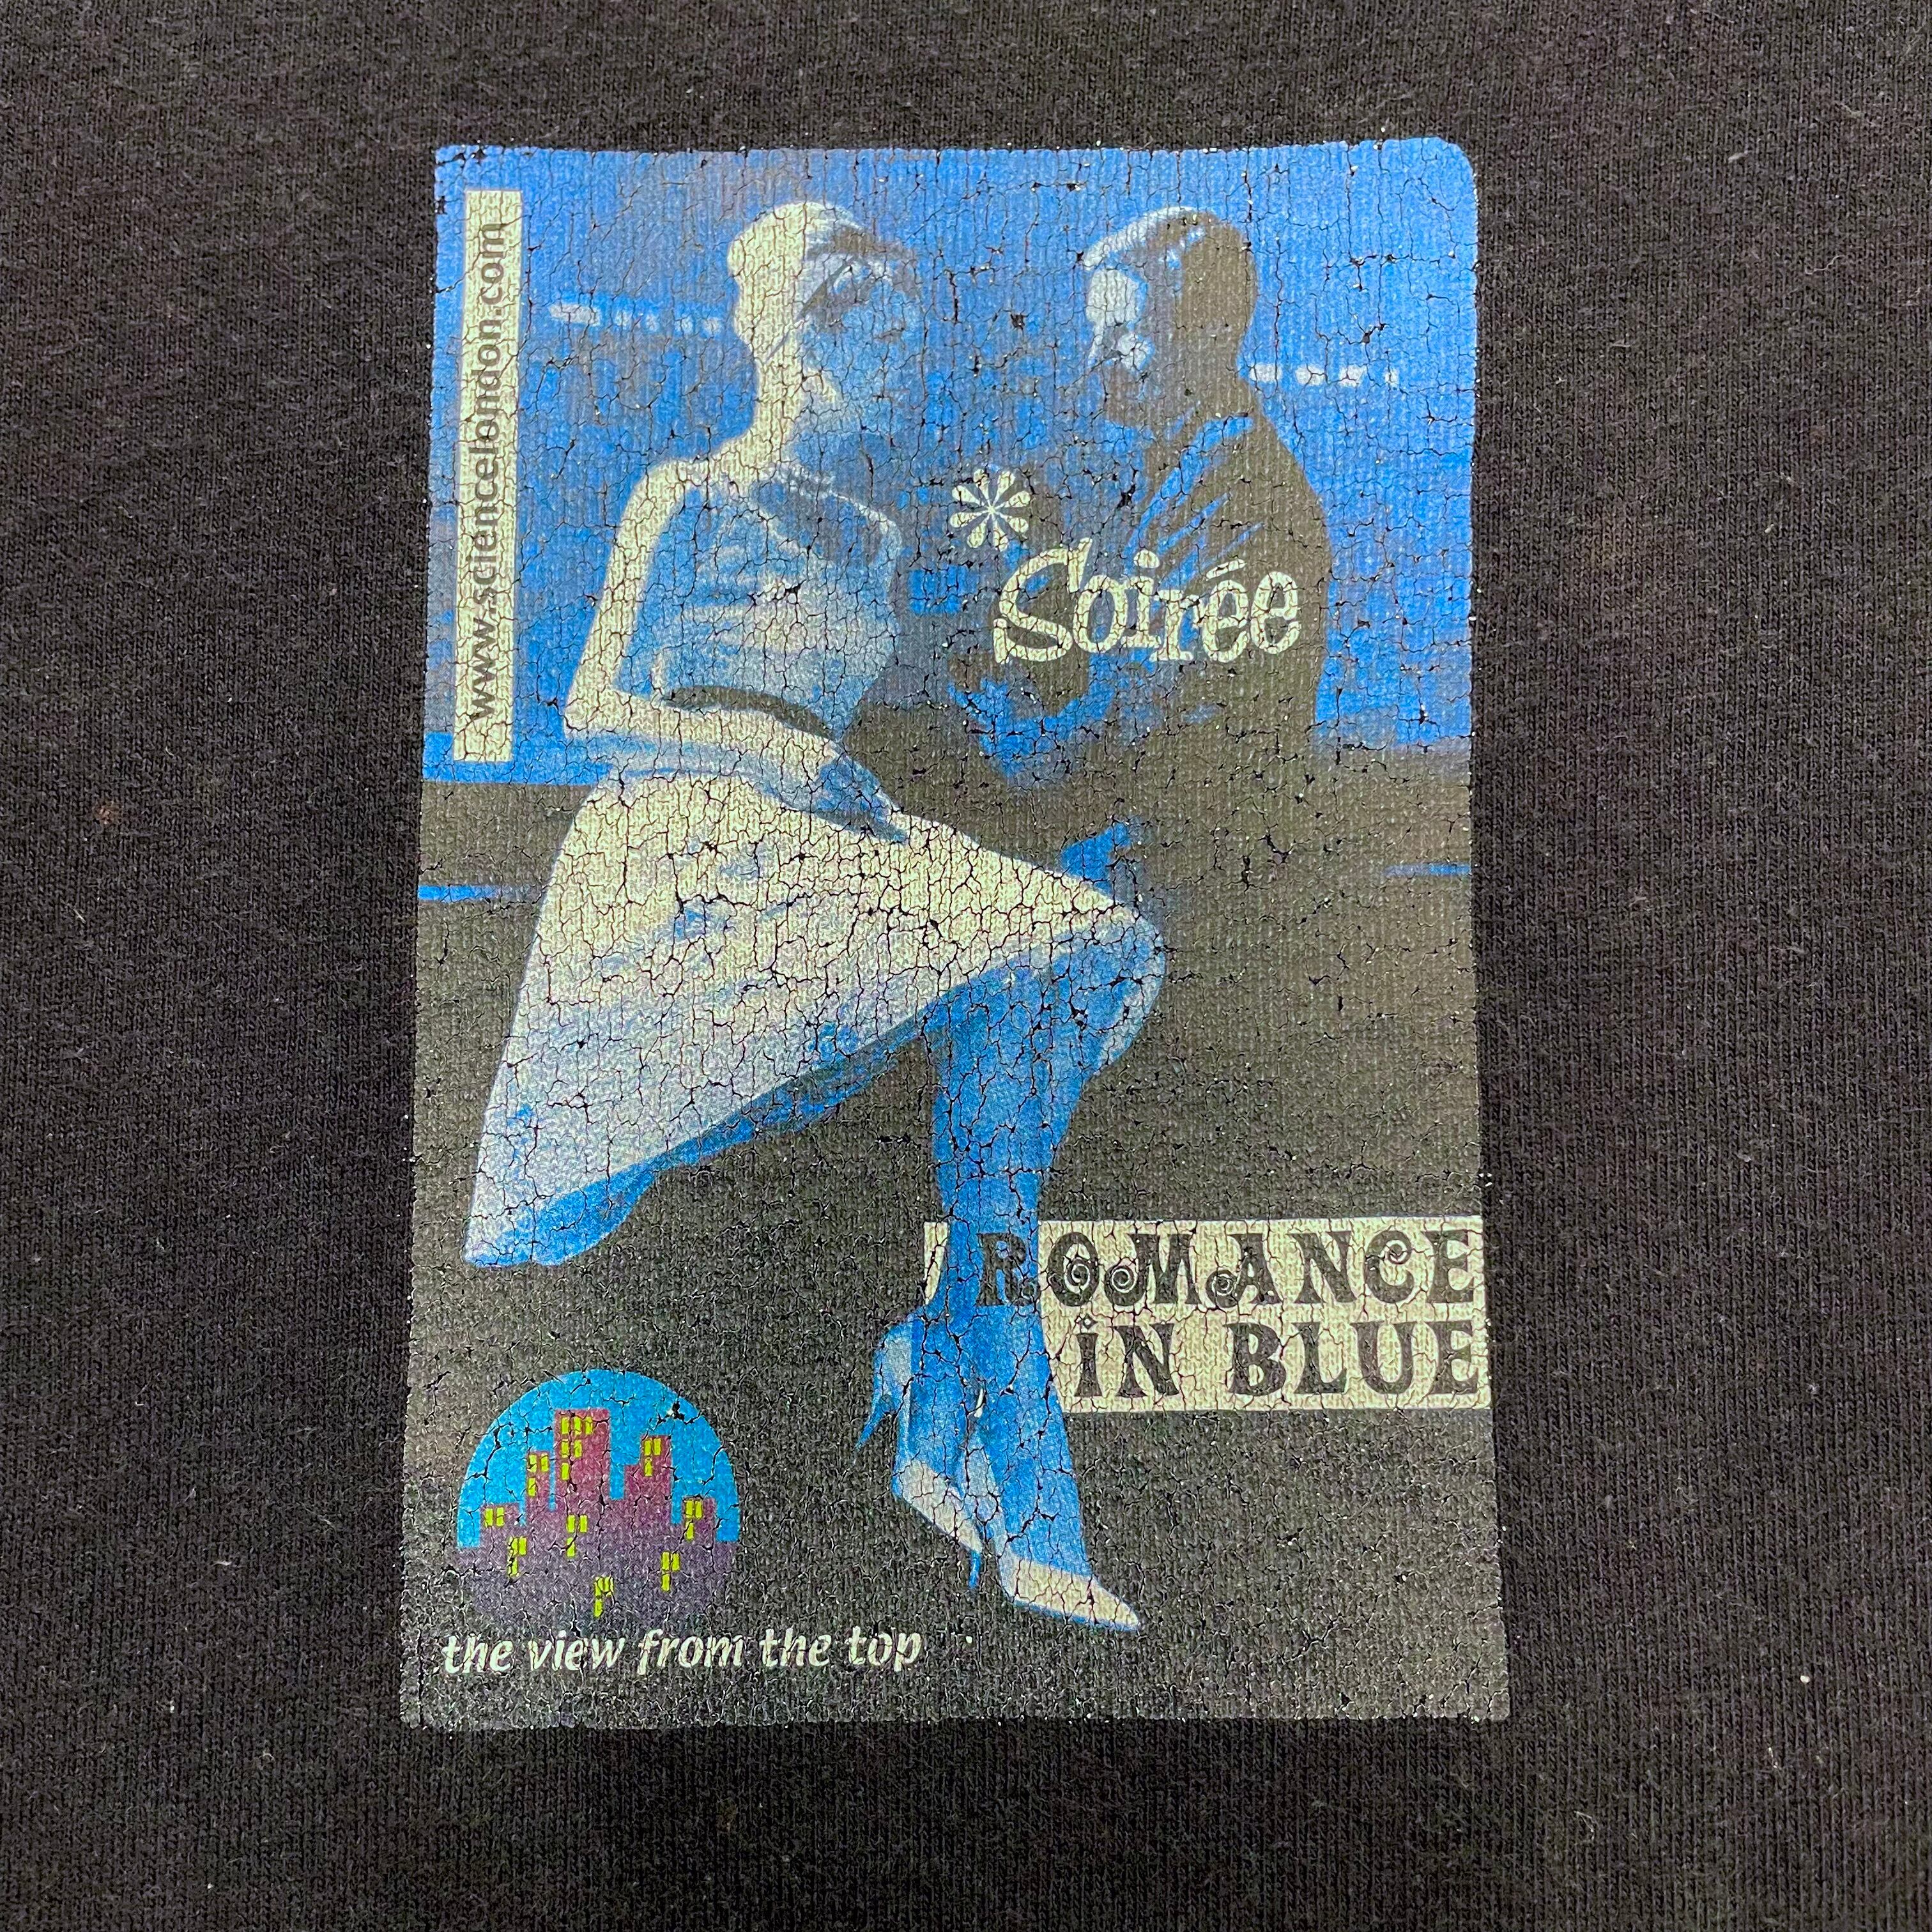 www.sciencelondon.com
Soirée
ROMANCE
iN BLUE
the view from the top